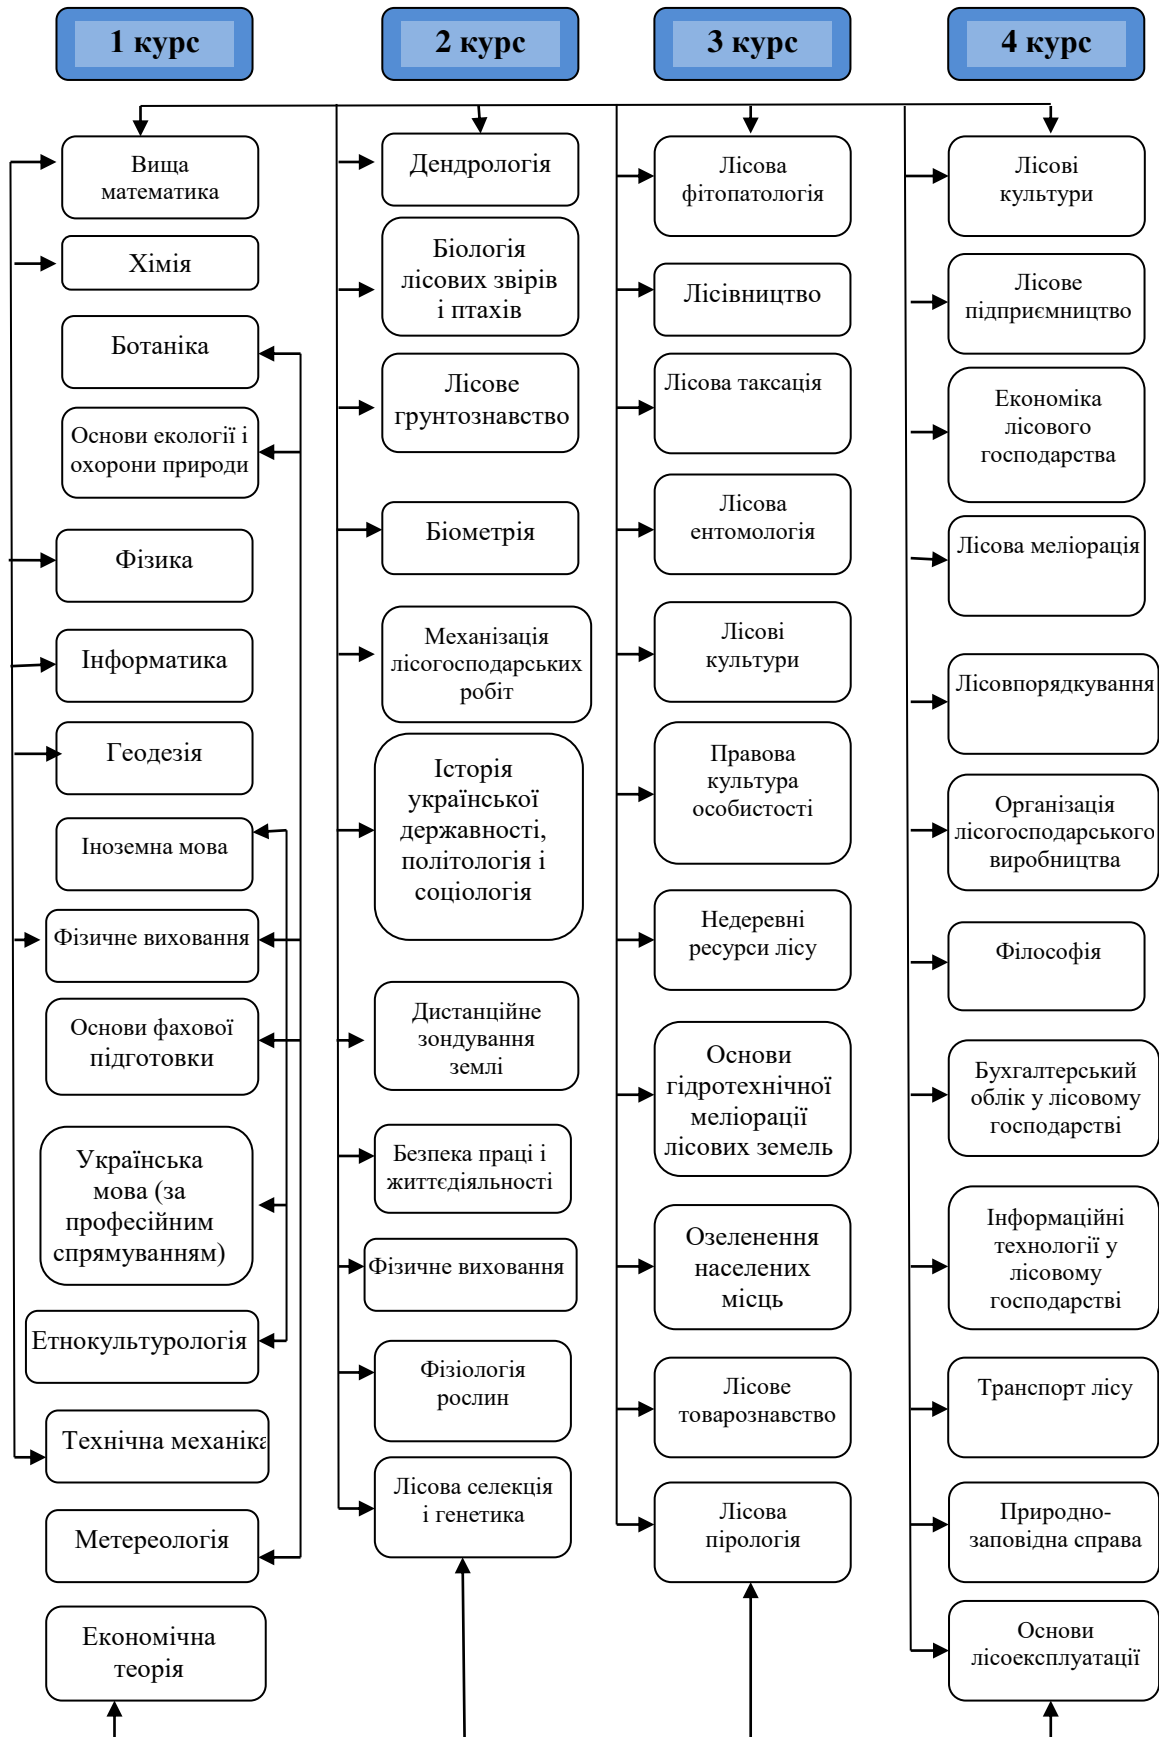 1 курс
2 курс
3 курс
4 курс
Вища
математика
Хімія
Ботаніка
Основи екології і
охорони природи
Фізика
Інформатика
Геодезія
Іноземна мова
Фізичне виховання
Основи фахової
підготовки
Українська
мова (за
професійним
спрямуванням)
Етнокультурологія
Технічна механіка
Метереологія
Економічна
теорія
Дендрологія
Біологія
лісових звірів
і птахів
Лісове
грунтознавство
Біометрія
Механізація
лісогосподарських
робіт
Історія
української
державності,
політологія і
соціологія
Дистанційне
зондування
землі
Безпека праці і
життєдіяльності
Фізичне виховання
Фізіологія
рослин
Лісова селекція
і генетика
Лісова
фітопатологія
Лісівництво
Лісова таксація
Лісова
ентомологія
Лісові
культури
Правова
культура
особистості
Недеревні
ресурси лісу
Основи
гідротехнічної
меліорації
лісових земель
Озеленення
населених
місць
Лісове
товарознавство
Лісова
пірологія
Лісові
культури
Лісове
підприємництво
Економіка
лісового
господарства
Лісова меліорація
Лісовпорядкування
Організація
лісогосподарського
виробництва
Філософія
Бухгалтерський
облік у лісовому
господарстві
Інформаційні
технології у
лісовому
господарстві
Транспорт лісу
Природно-
заповідна справа
Основи
лісоексплуатації